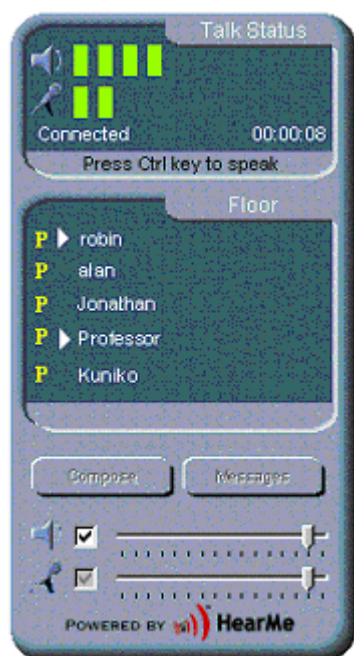 Talk Status
Connected 00:00:08
Press Ctrl key to speak
Floor
P robin
P alan
P Jonathan
P Professor
P Kuniko
Compose Messages
POWERED BY HearMe